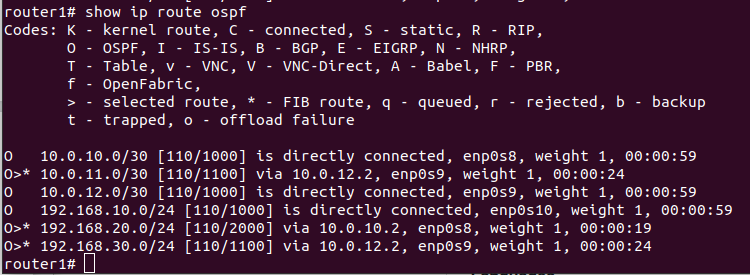 router1# show ip route ospf
Codes: K - kernel route, C - connected, S - static, R - RIP,
       O - OSPF, I - IS-IS, B - BGP, E - EIGRP, N - NHRP,
       T - Table, v - VNC, V - VNC-Direct, A - Babel, F - PBR,
       f - OpenFabric,
       > - selected route, * - FIB route, q - queued, r - rejected, b - backup
       t - trapped, o - offload failure

O   10.0.10.0/30 [110/1000] is directly connected, enp0s8, weight 1, 00:00:59
O>* 10.0.11.0/30 [110/1100] via 10.0.12.2, enp0s9, weight 1, 00:00:24
O   10.0.12.0/30 [110/100] is directly connected, enp0s9, weight 1, 00:00:59
O   192.168.10.0/24 [110/1000] is directly connected, enp0s10, weight 1, 00:00:59
O>* 192.168.20.0/24 [110/2000] via 10.0.10.2, enp0s8, weight 1, 00:00:19
O>* 192.168.30.0/24 [110/1100] via 10.0.12.2, enp0s9, weight 1, 00:00:24
router1#